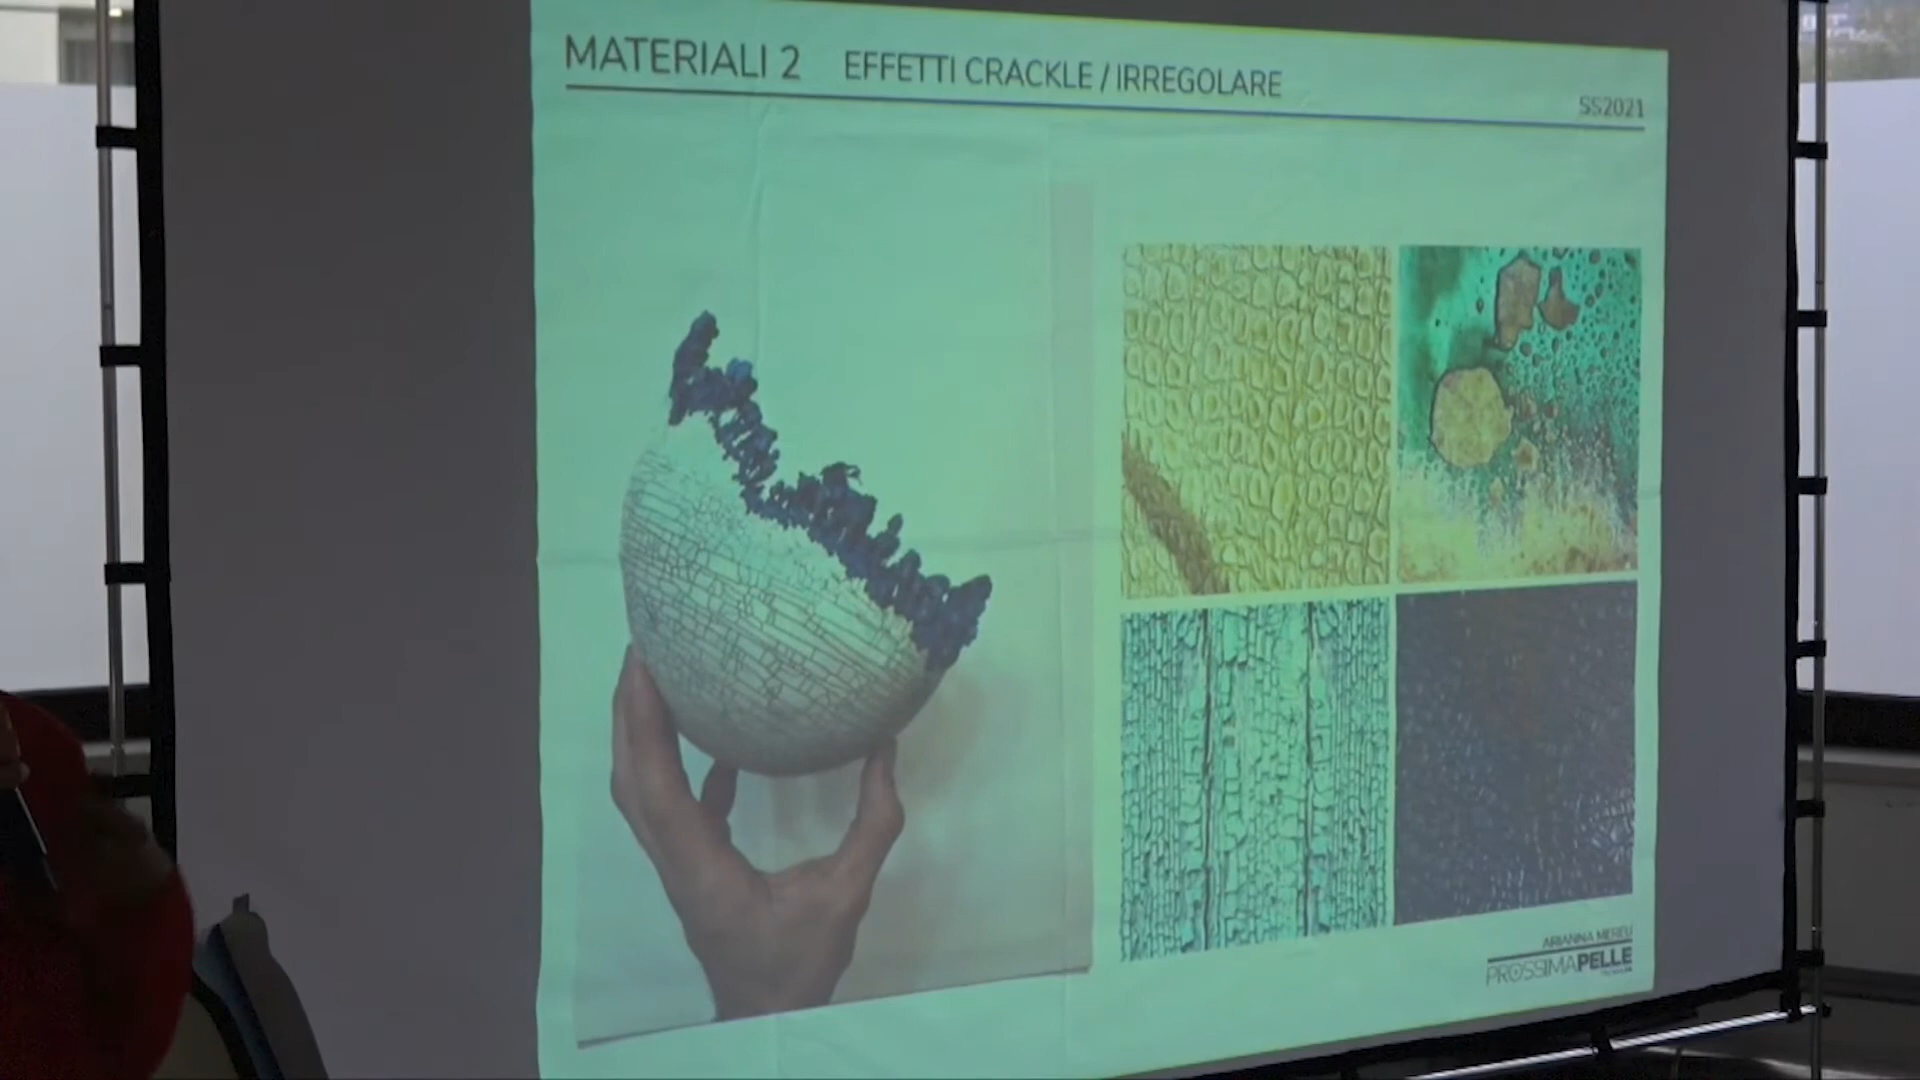 MATERIALI 2 EFFETTI CRACKLE / IRREGOLARE
SS2021
ARIANNA MEREU
PROSSIMAPELLE